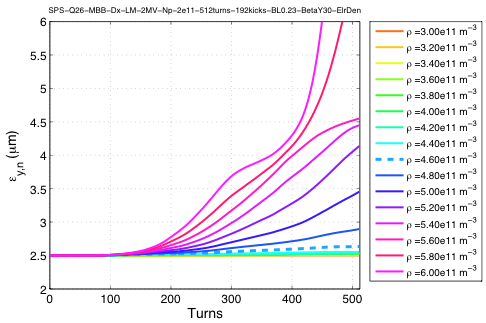 SPS−Q26−MBB−Dx−LM−2MV−Np−2e11−512turns−192kicks−BL0.23−BetaY30−ElrDen
6
5.5
5
4.5
4
3.5
3
2.5
2
ε y,n (μm)
0 100 200 300 400 500
Turns
ρ =3.00e11 m⁻³
ρ =3.20e11 m⁻³
ρ =3.40e11 m⁻³
ρ =3.60e11 m⁻³
ρ =3.80e11 m⁻³
ρ =4.00e11 m⁻³
ρ =4.20e11 m⁻³
ρ =4.40e11 m⁻³
ρ =4.60e11 m⁻³
ρ =4.80e11 m⁻³
ρ =5.00e11 m⁻³
ρ =5.20e11 m⁻³
ρ =5.40e11 m⁻³
ρ =5.60e11 m⁻³
ρ =5.80e11 m⁻³
ρ =6.00e11 m⁻³